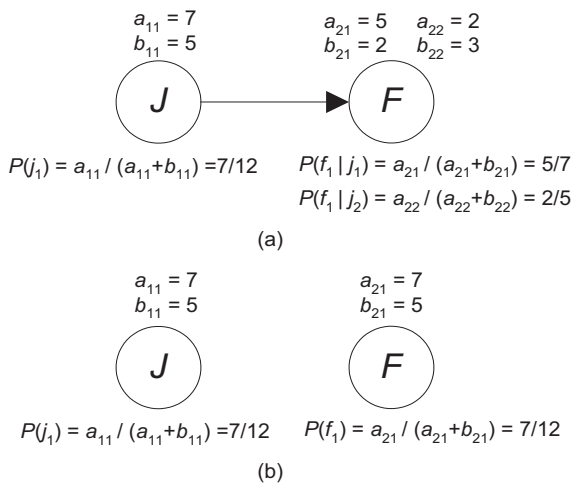 a₁₁ = 7
b₁₁ = 5
a₂₁ = 5 a₂₂ = 2
b₂₁ = 2 b₂₂ = 3
J F
P(j₁) = a₁₁ / (a₁₁+b₁₁) =7/12
P(f₁ | j₁) = a₂₁ / (a₂₁+b₂₁) = 5/7
P(f₁ | j₂) = a₂₂ / (a₂₂+b₂₂) = 2/5
(a)
a₁₁ = 7
b₁₁ = 5
a₂₁ = 7
b₂₁ = 5
J F
P(j₁) = a₁₁ / (a₁₁+b₁₁) =7/12
P(f₁) = a₂₁ / (a₂₁+b₂₁) = 7/12
(b)